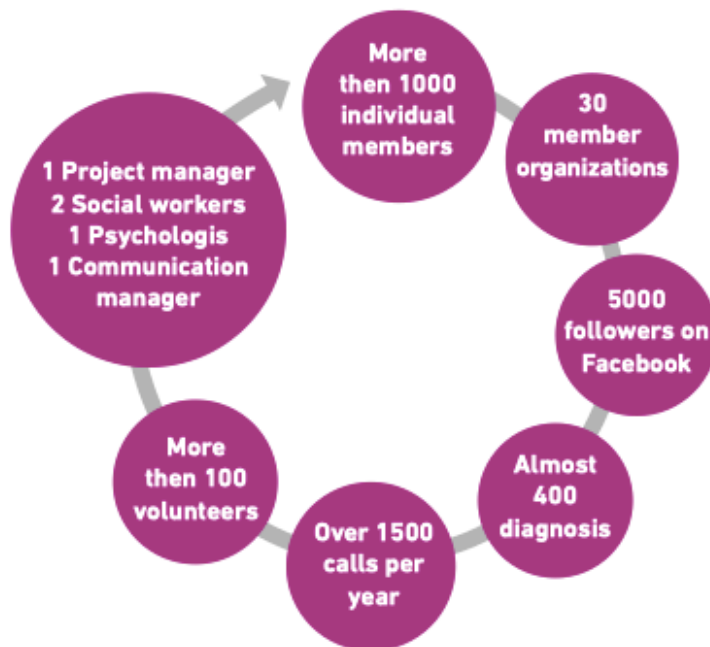 More
then 1000
individual
members
30
member
organizations
5000
followers on
Facebook
Almost
400
diagnosis
Over 1500
calls per
year
More
then 100
volunteers
1 Project manager
2 Social workers
1 Psychologis
1 Communication
manager